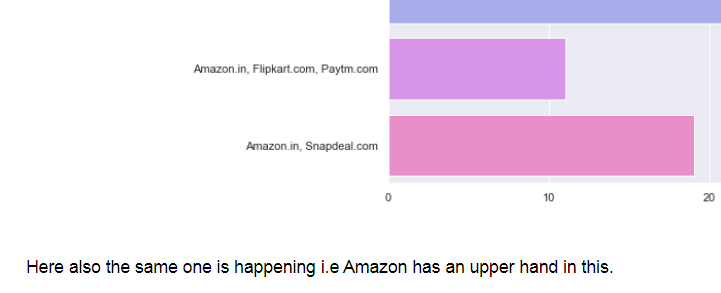 Amazon.in, Flipkart.com, Paytm.com
Amazon.in, Snapdeal.com
0 10 20
Here also the same one is happening i.e Amazon has an upper hand in this.